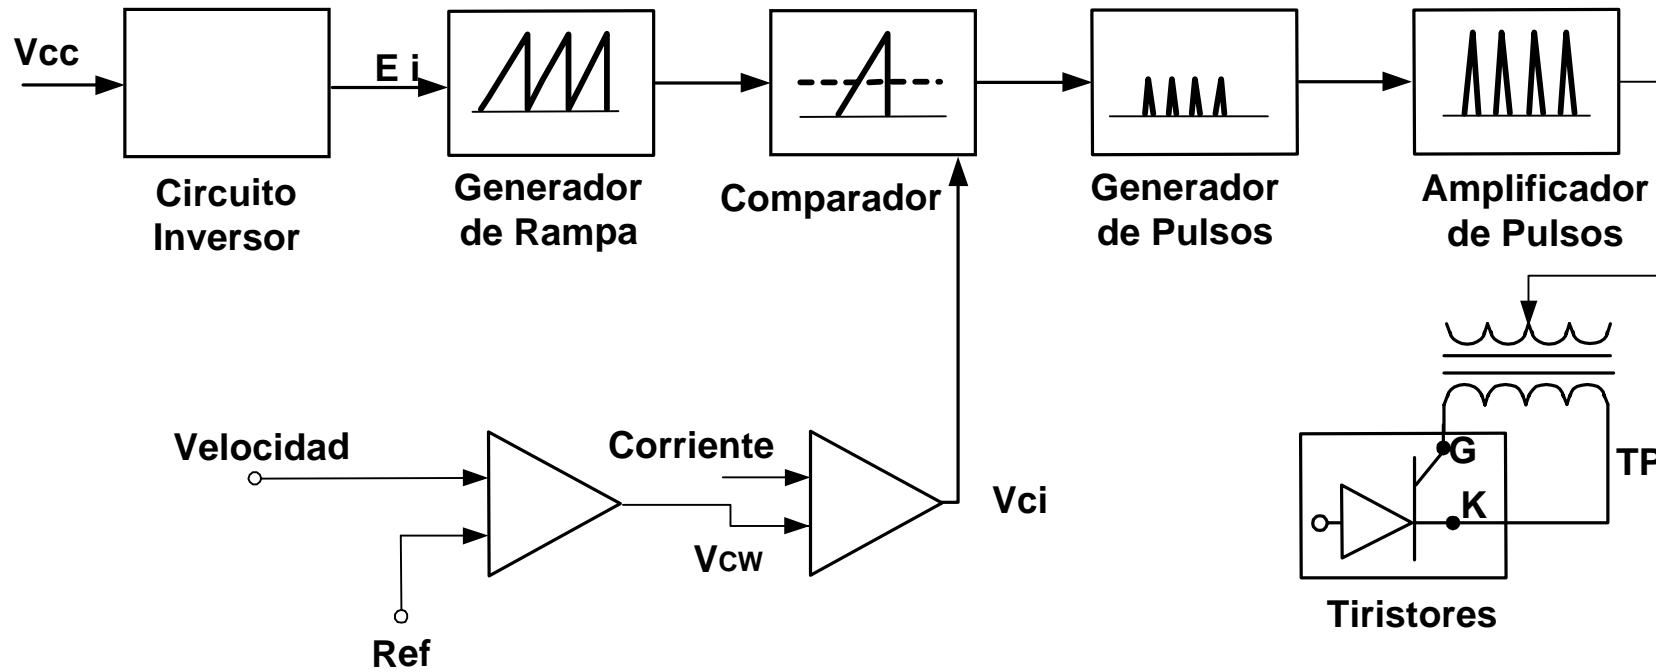 Vcc
E i
Circuito
Inversor
Generador
de Rampa
Comparador
Generador
de Pulsos
Amplificador
de Pulsos
Velocidad
Corriente
Vci
VCW
Ref
G
K
TP
Tiristores